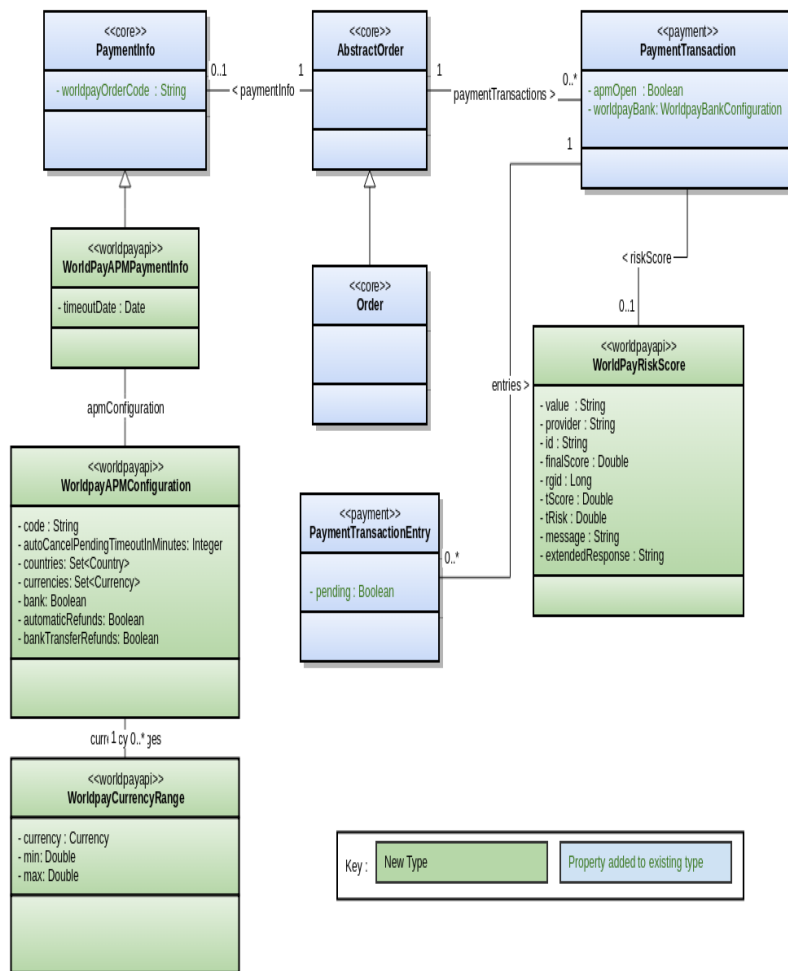 <<core>>
PaymentInfo
- worldpayOrderCode : String
0..1
< paymentInfo
1
<<core>>
AbstractOrder
1
paymentTransactions >
0..*
<<payment>>
PaymentTransaction
- apmOpen : Boolean
- worldpayBank: WorldpayBankConfiguration
1
<<worldpayapi>>
WorldPayAPMPaymentInfo
- timeoutDate : Date
<<core>>
Order
< riskScore
0..1
<<worldpayapi>>
WorldPayRiskScore
- value : String
- provider : String
- id : String
- finalScore : Double
- rgid : Long
- tScore : Double
- tRisk : Double
- message : String
- extendedResponse : String
entries >
apmConfiguration
<<worldpayapi>>
WorldpayAPMConfiguration
- code : String
- autoCancelPendingTimeoutInMinutes: Integer
- countries: Set<Country>
- currencies: Set<Currency>
- bank: Boolean
- automaticRefunds: Boolean
- bankTransferRefunds: Boolean
<<payment>>
PaymentTransactionEntry
- pending : Boolean
0..*
1
0..*
<<worldpayapi>>
WorldpayCurrencyRange
- currency : Currency
- min: Double
- max: Double
Key :
New Type
Property added to existing type